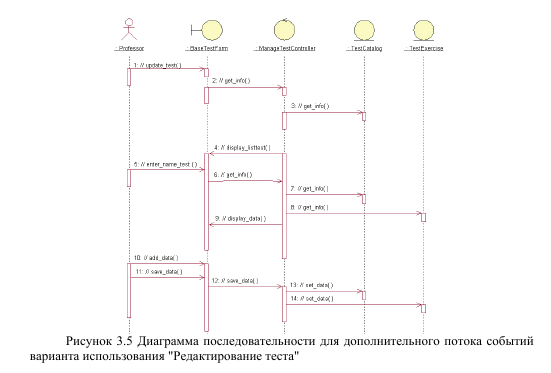 : Professor
: BaseTestForm
: ManageTestController
: TestCatalog
: TestExercise
1: // update_test( )
2: // get_info( )
3: // get_info( )
4: // display_listtest( )
5: // enter_name_test ( )
6: // get_info( )
7: // get_info( )
8: // get_info( )
9: // display_data( )
10: // add_data( )
11: // save_data( )
12: // save_data( )
13: // set_data( )
14: // set_data( )
Рисунок 3.5 Диаграмма последовательности для дополнительного потока событий
варианта использования "Редактирование теста"